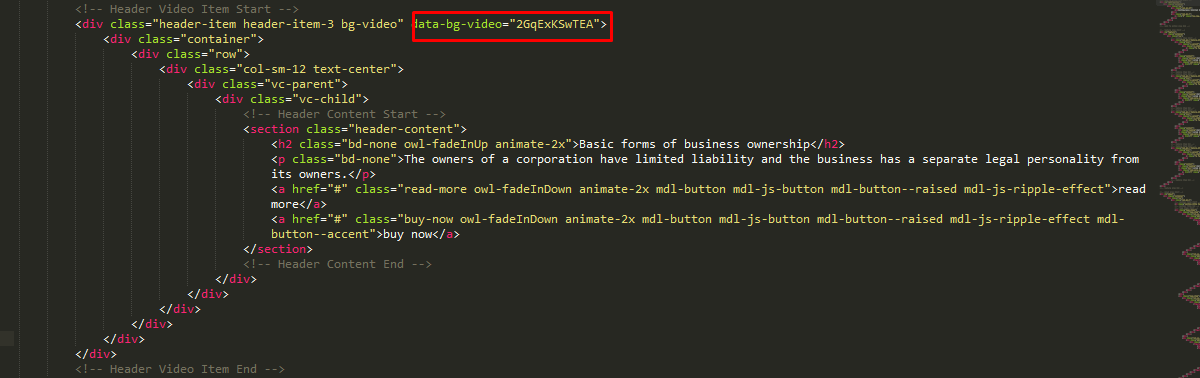 <!-- Header Video Item Start -->
<div class="header-item header-item-3 bg-video" data-bg-video="2GqExKSwTEA">
<div class="container">
<div class="row">
<div class="col-sm-12 text-center">
<div class="vc-parent">
<div class="vc-child">
<!-- Header Content Start -->
<section class="header-content">
<h2 class="bd-none owl-fadeInUp animate-2x">Basic forms of business ownership</h2>
<p class="bd-none">The owners of a corporation have limited liability and the business has a separate legal personality from
its owners.</p>
<a href="#" class="read-more owl-fadeInDown animate-2x mdl-button mdl-js-button mdl-button--raised mdl-js-ripple-effect">read
more</a>
<a href="#" class="buy-now owl-fadeInDown animate-2x mdl-button mdl-js-button mdl-button--raised mdl-js-ripple-effect mdl-
button--accent">buy now</a>
</section>
<!-- Header Content End -->
</div>
</div>
</div>
</div>
</div>
</div>
<!-- Header Video Item End -->